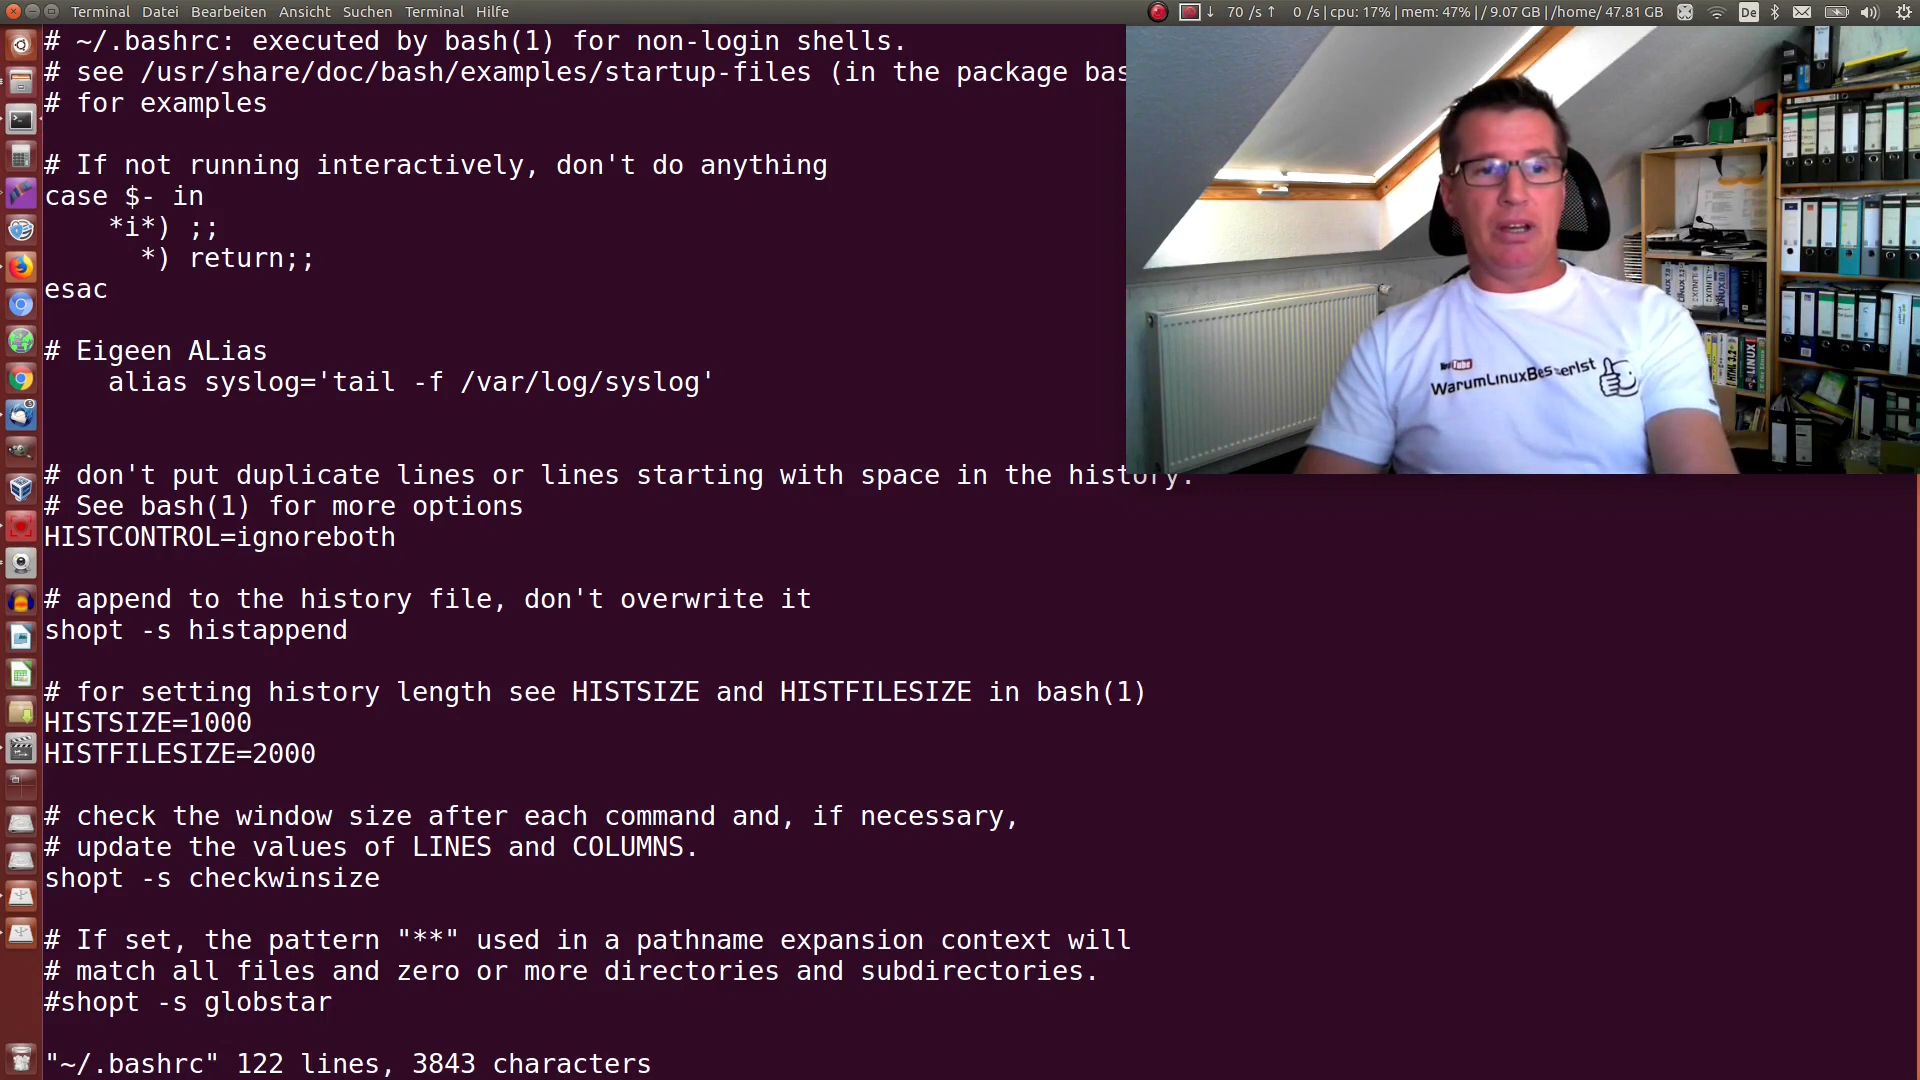 Terminal Datei Bearbeiten Ansicht Suchen Terminal Hilfe
70 /s 0 /s | cpu: 17% | mem: 47% | / 9.07 GB | /home/ 47.81 GB De
# ~/.bashrc: executed by bash(1) for non-login shells.
# see /usr/share/doc/bash/examples/startup-files (in the package bas
# for examples
# If not running interactively, don't do anything
case $- in
*i*) ;;
*) return;;
esac
# Eigeen ALias
alias syslog='tail -f /var/log/syslog'
YouTube
WarumLinuxBesserIst
# don't put duplicate lines or lines starting with space in the history.
# See bash(1) for more options
HISTCONTROL=ignoreboth
# append to the history file, don't overwrite it
shopt -s histappend
# for setting history length see HISTSIZE and HISTFILESIZE in bash(1)
HISTSIZE=1000
HISTFILESIZE=2000
# check the window size after each command and, if necessary,
# update the values of LINES and COLUMNS.
shopt -s checkwinsize
# If set, the pattern "**" used in a pathname expansion context will
# match all files and zero or more directories and subdirectories.
#shopt -s globstar
"~/.bashrc" 122 lines, 3843 characters